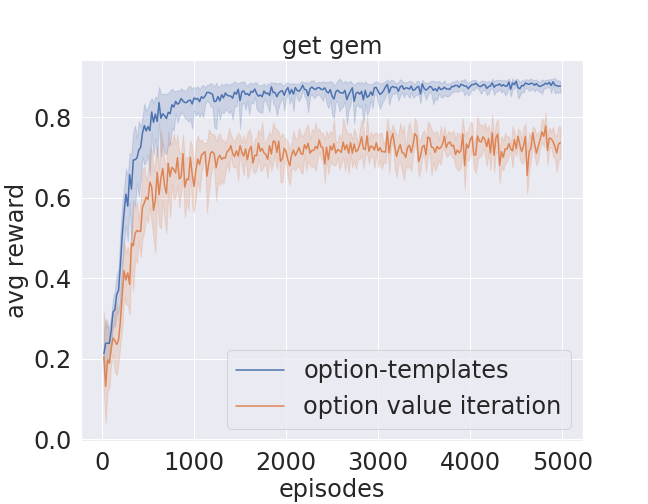 get gem
avg reward
0.8
0.6
0.4
0.2
0.0
option-templates
option value iteration
0 1000 2000 3000 4000 5000
episodes